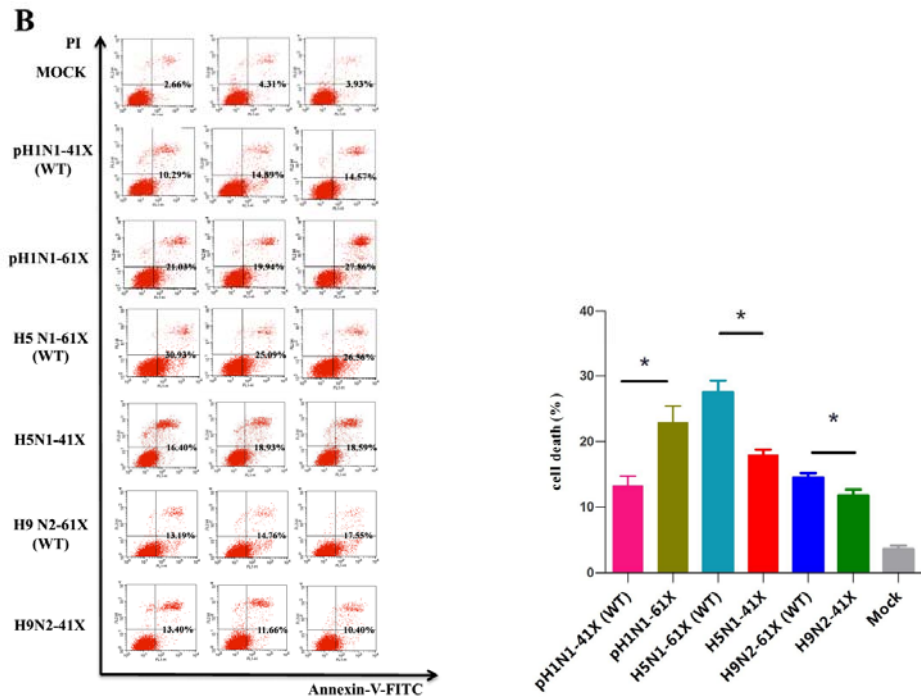 B
PI
MOCK
2.66%
4.31%
3.93%
pH1N1-41X
(WT)
10.29%
14.89%
14.57%
pH1N1-61X
21.03%
19.94%
27.86%
H5 N1-61X
(WT)
30.93%
25.09%
26.56%
H5N1-41X
16.40%
18.93%
18.59%
H9 N2-61X
(WT)
13.19%
14.76%
17.55%
H9N2-41X
13.40%
11.66%
10.40%
Annexin-V-FITC
cell death (%)
40
30
20
10
0
*
*
*
pH1N1-41X (WT)
pH1N1-61X
H5N1-61X (WT)
H5N1-41X
H9N2-61X (WT)
H9N2-41X
Mock